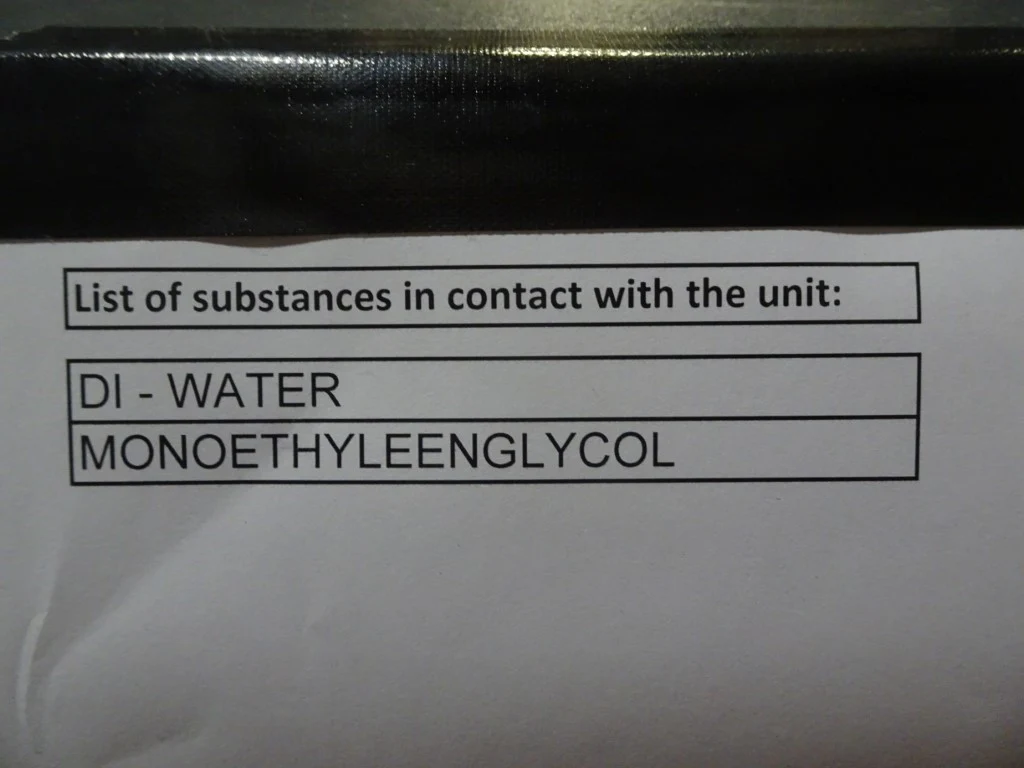 List of substances in contact with the unit:
DI - WATER
MONOETHYLEENGLYCOL